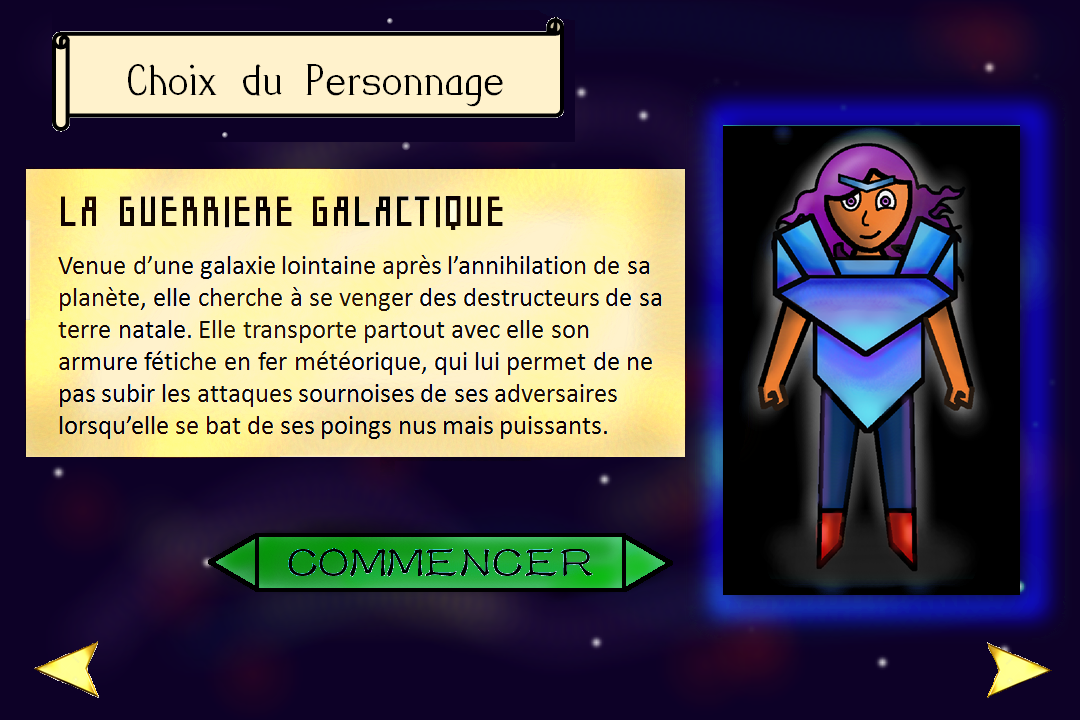 Choix du Personnage
LA GUERRIERE GALACTIQUE
Venue d’une galaxie lointaine après l’annihilation de sa
planète, elle cherche à se venger des destructeurs de sa
terre natale. Elle transporte partout avec elle son
armure fétiche en fer météorique, qui lui permet de ne
pas subir les attaques sournoises de ses adversaires
lorsqu’elle se bat de ses poings nus mais puissants.
COMMENCER